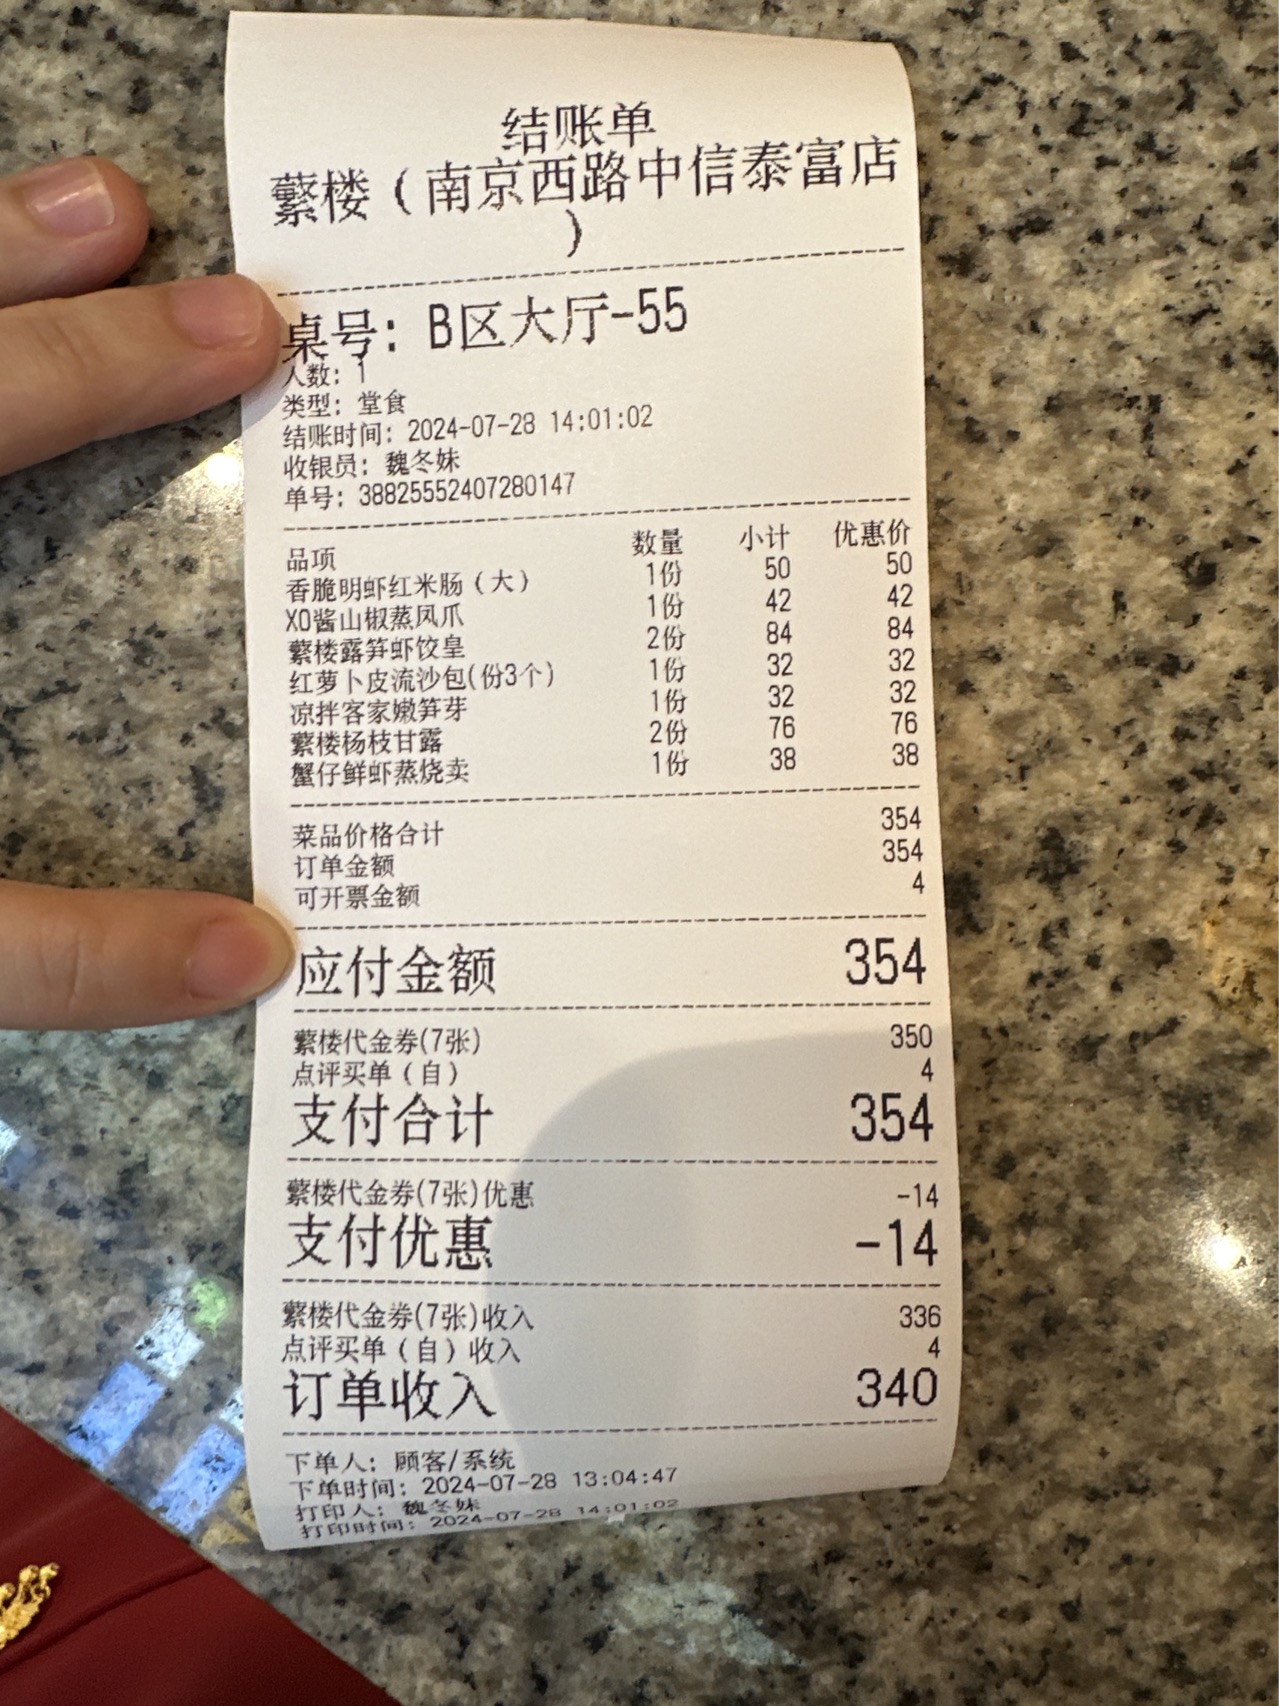 结账单
蘩楼（南京西路中信泰富店
）
桌号：B区大厅-55
人数：1
类型：堂食
结账时间：2024-07-28 14:01:02
收银员：魏冬妹
单号：38825552407280147
品项 数量 小计 优惠价
香脆明虾红米肠（大） 1份 50 50
XO酱山椒蒸凤爪 1份 42 42
蘩楼露笋虾饺皇 2份 84 84
红萝卜皮流沙包(份3个) 1份 32 32
凉拌客家嫩笋芽 1份 32 32
蘩楼杨枝甘露 2份 76 76
蟹仔鲜虾蒸烧卖 1份 38 38
菜品价格合计 354
订单金额 354
可开票金额 4
应付金额 354
蘩楼代金券(7张) 350
点评买单（自） 4
支付合计 354
蘩楼代金券(7张)优惠 -14
支付优惠 -14
蘩楼代金券(7张)收入 336
点评买单（自）收入 4
订单收入 340
下单人：顾客/系统
下单时间：2024-07-28 13:04:47
打印人：魏冬妹
打印时间：2024-07-28 14:01:02